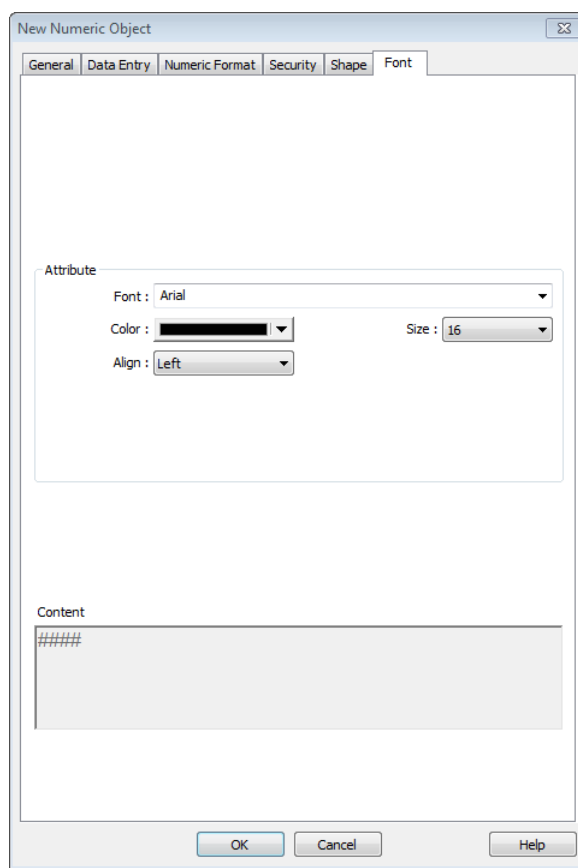 New Numeric Object
General Data Entry Numeric Format Security Shape Font
Attribute
Font : Arial
Color : Size : 16
Align : Left
Content
####
OK Cancel Help